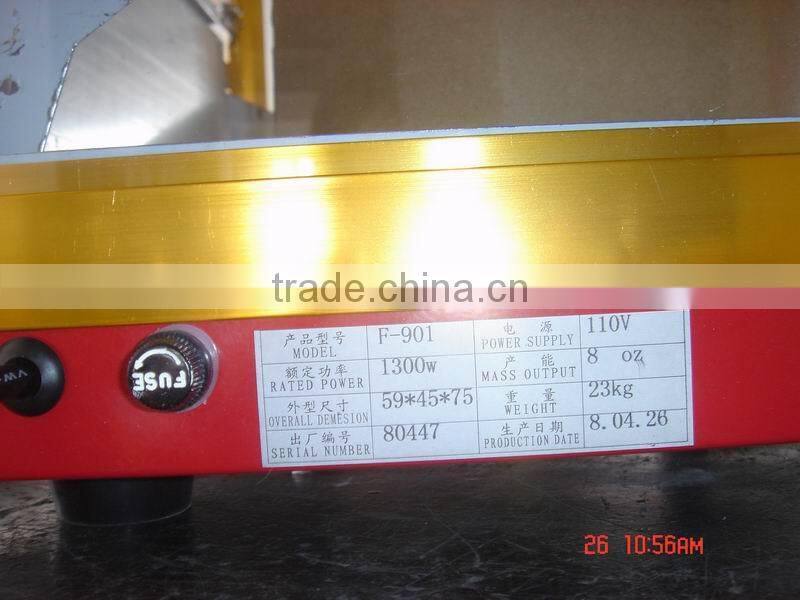 trade.china.cn
FUSE
VW
产品型号 F-901 电 源 110V
MODEL POWER SUPPLY
额定功率 1300w 产 能 8 oz
RATED POWER MASS OUTPUT
外型尺寸 59*45*75 重 量 23kg
OVERALL DEMESION WEIGHT
出厂编号 80447 生产日期 8.04.26
SERIAL NUMBER PRODUCTION DATE
26 10:56AM